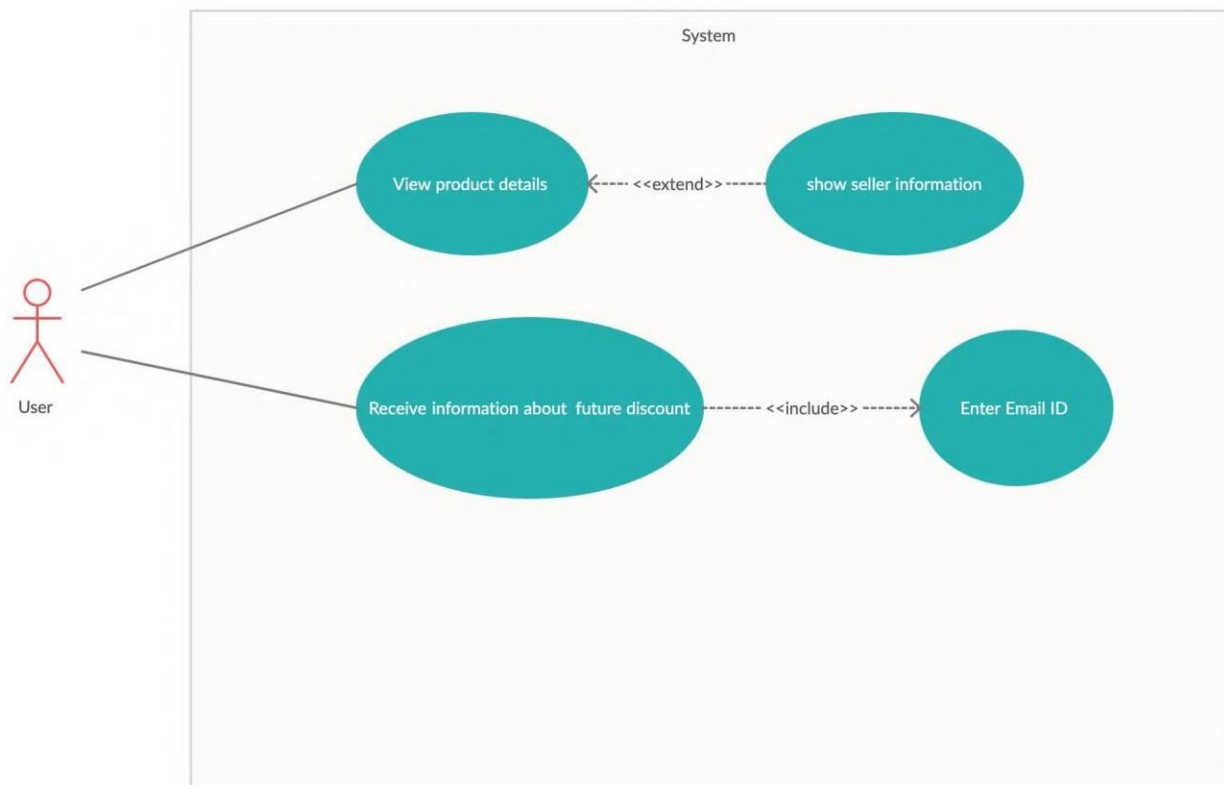 System
View product details
<<extend>>
show seller information
User
Receive information about  future discount
<<include>>
Enter Email ID